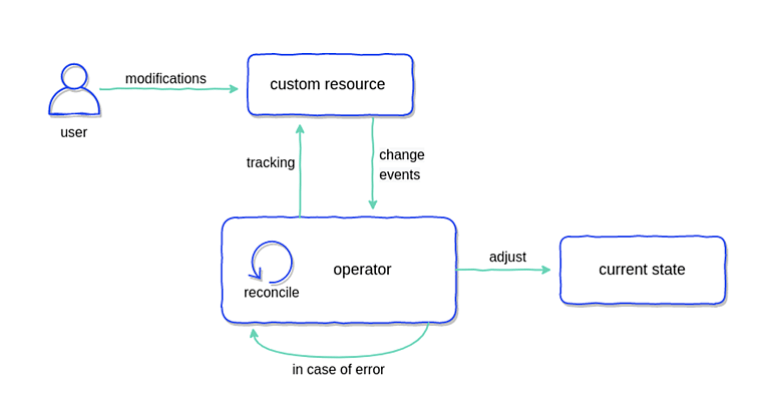 modifications
custom resource
user
tracking
change
events
reconcile
operator
adjust
current state
in case of error